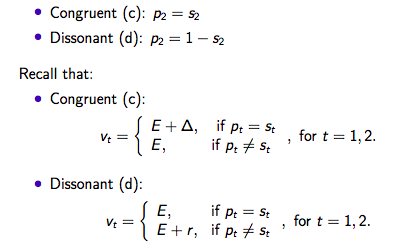 • Congruent (c): p₂ = s₂
• Dissonant (d): p₂ = 1 − s₂
Recall that:
• Congruent (c):
vₜ = { E + Δ, if pₜ = sₜ
E, if pₜ ≠ sₜ , for t = 1, 2.
• Dissonant (d):
vₜ = { E, if pₜ = sₜ
E + r, if pₜ ≠ sₜ , for t = 1, 2.